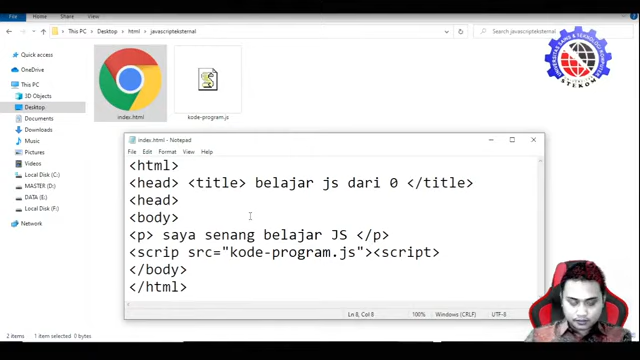 File
Home
Share
View
This PC > Desktop > html > javascripteksternal
Search javascripteksternal
Quick access
OneDrive
This PC
3D Objects
Desktop
Documents
Downloads
Music
Pictures
Videos
Local Disk (C:)
MASTER (D:)
DATA (E:)
Local Disk (F:)
Network
index.html
kode-program.js
STEKOM
index.html - Notepad
File Edit Format View Help
<html>
<head> <title> belajar js dari 0 </title>
<head>
<body>
<p> saya senang belajar JS </p>
<scrip src="kode-program.js"><script>
</body>
</html>
Ln 8, Col 8
100%
Windows (CRLF)
UTF-8
2 items
1 item selected 0 bytes